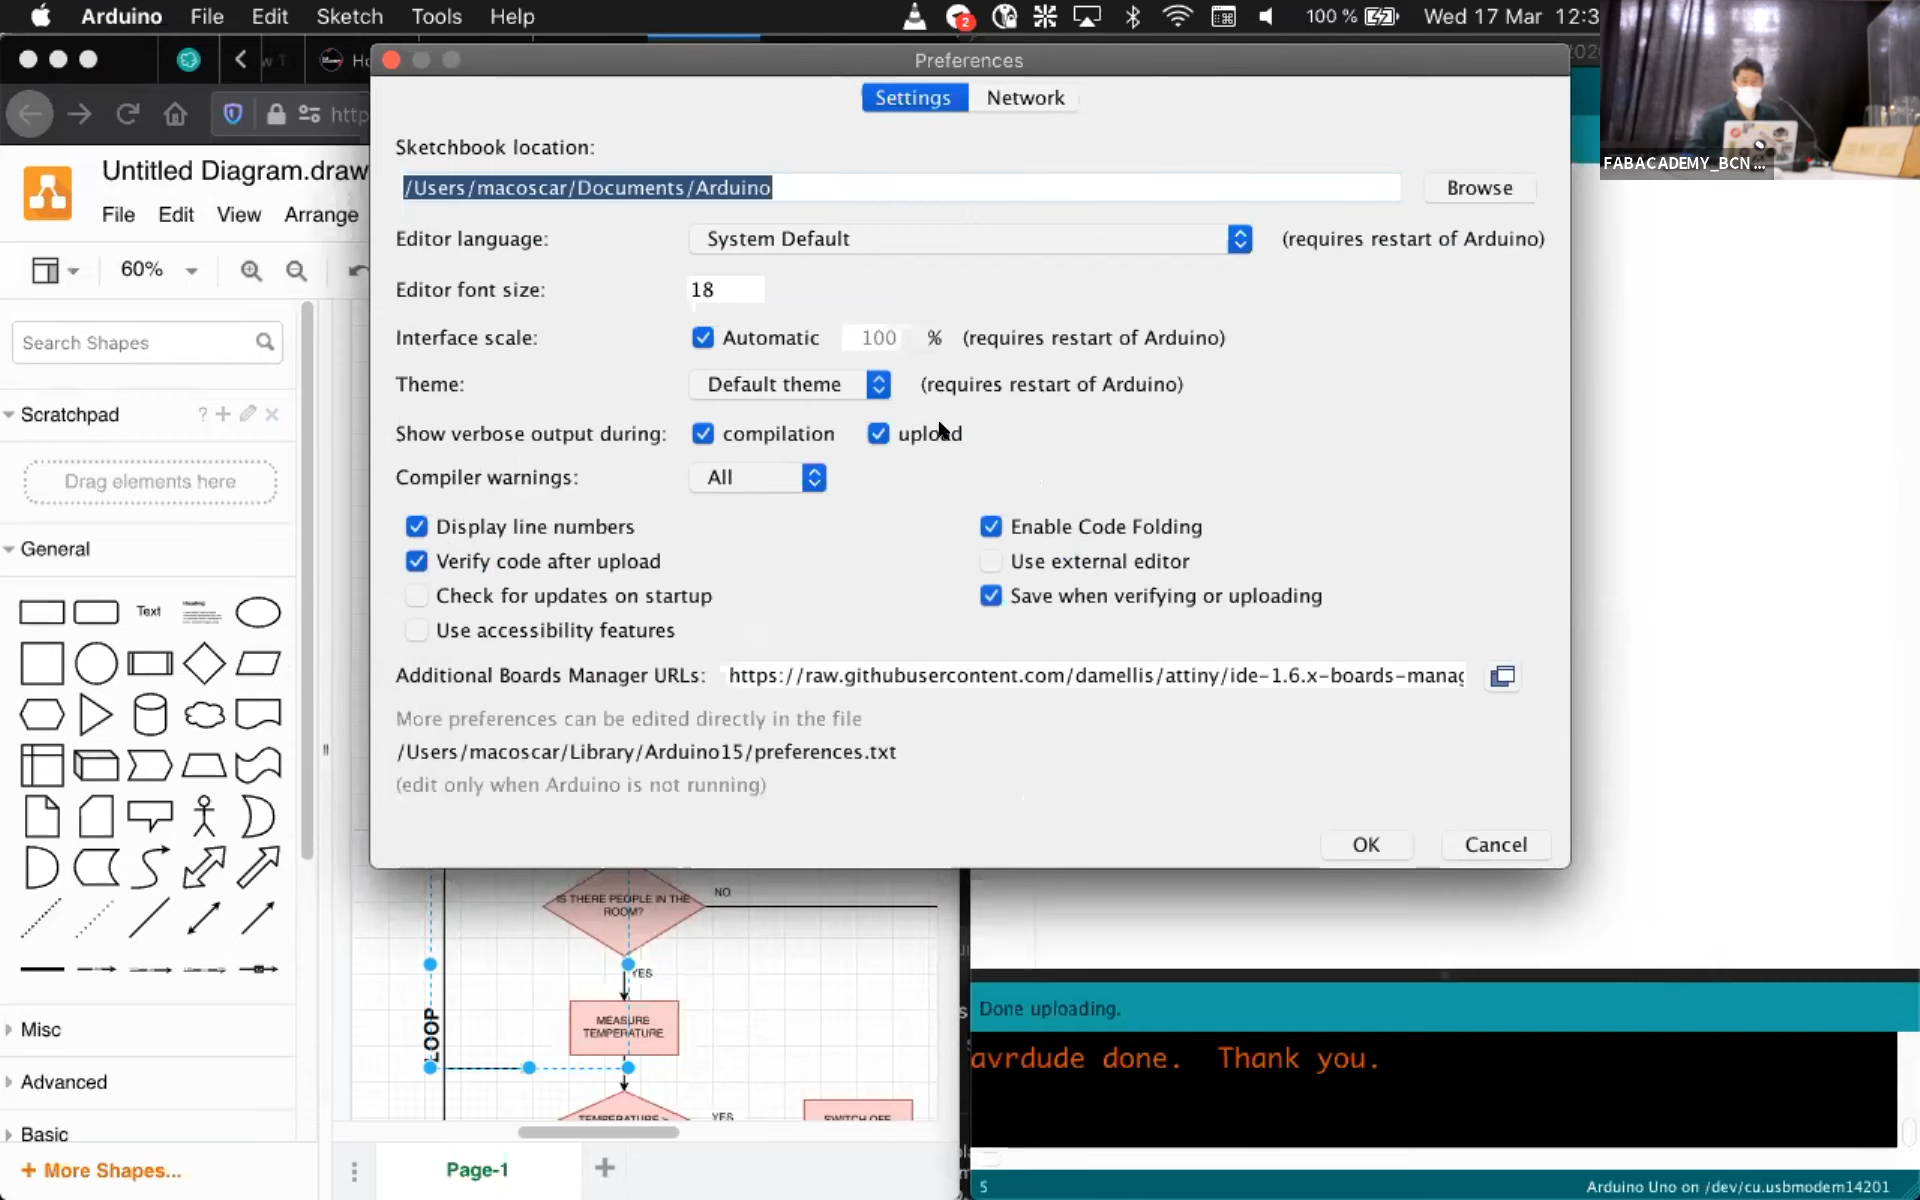 Arduino File Edit Sketch Tools Help
2
100 % Wed 17 Mar 12:3
Preferences
Settings Network
http
FABACADEMY_BCN ...
Sketchbook location:
/Users/macoscar/Documents/Arduino
Browse
Editor language: System Default (requires restart of Arduino)
Editor font size: 18
Interface scale: Automatic 100 % (requires restart of Arduino)
Theme: Default theme (requires restart of Arduino)
Show verbose output during: compilation upload
Compiler warnings: All
Display line numbers
Enable Code Folding
Verify code after upload
Use external editor
Check for updates on startup
Save when verifying or uploading
Use accessibility features
Additional Boards Manager URLs: https://raw.githubusercontent.com/damellis/attiny/ide-1.6.x-boards-manag
More preferences can be edited directly in the file
/Users/macoscar/Library/Arduino15/preferences.txt
(edit only when Arduino is not running)
OK Cancel
Untitled Diagram.draw
File Edit View Arrange
60%
Search Shapes
Scratchpad ?
Drag elements here
General
Text
Heading
Misc
Advanced
Basic
+ More Shapes...
IS THERE PEOPLE IN THE
ROOM?
NO
YES
MEASURE
TEMPERATURE
LOOP
TEMPERATURE >
YES
SWITCH OFF
Page-1
Done uploading.
avrdude done. Thank you.
5
Arduino Uno on /dev/cu.usbmodem14201